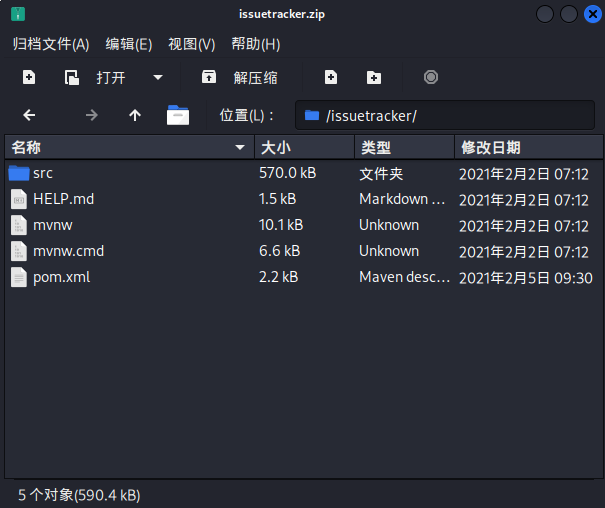 issuetracker.zip
归档文件(A) 编辑(E) 视图(V) 帮助(H)
打开 解压缩
位置(L)： /issuetracker/
名称 大小 类型 修改日期
src 570.0 kB 文件夹 2021年2月2日 07:12
HELP.md 1.5 kB Markdown ... 2021年2月2日 07:12
mvnw 10.1 kB Unknown 2021年2月2日 07:12
mvnw.cmd 6.6 kB Unknown 2021年2月2日 07:12
pom.xml 2.2 kB Maven desc... 2021年2月5日 09:30
5 个对象(590.4 kB)